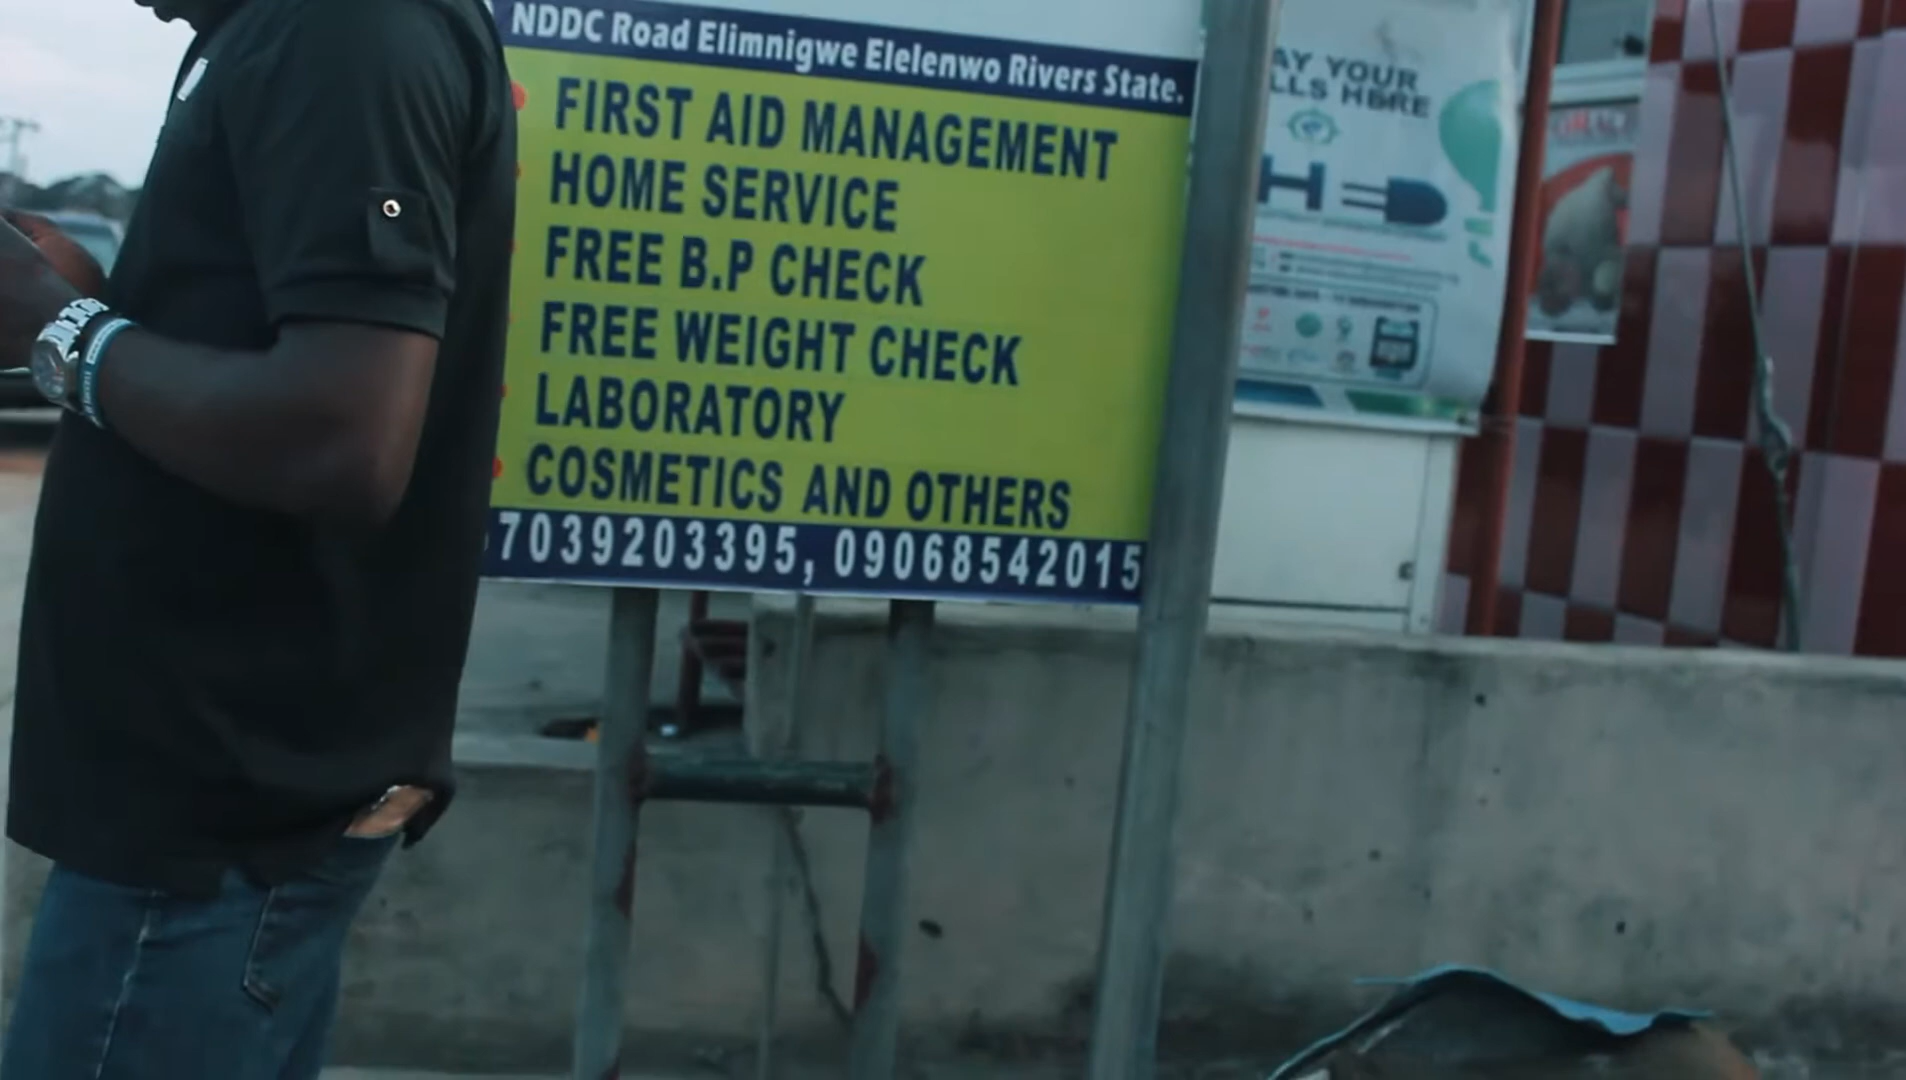 NDDC Road Elimnigwe Elelenwo Rivers State.
FIRST AID MANAGEMENT
HOME SERVICE
FREE B.P CHECK
FREE WEIGHT CHECK
LABORATORY
COSMETICS AND OTHERS
7039203395, 09068542015
AY YOUR
LLS HERE